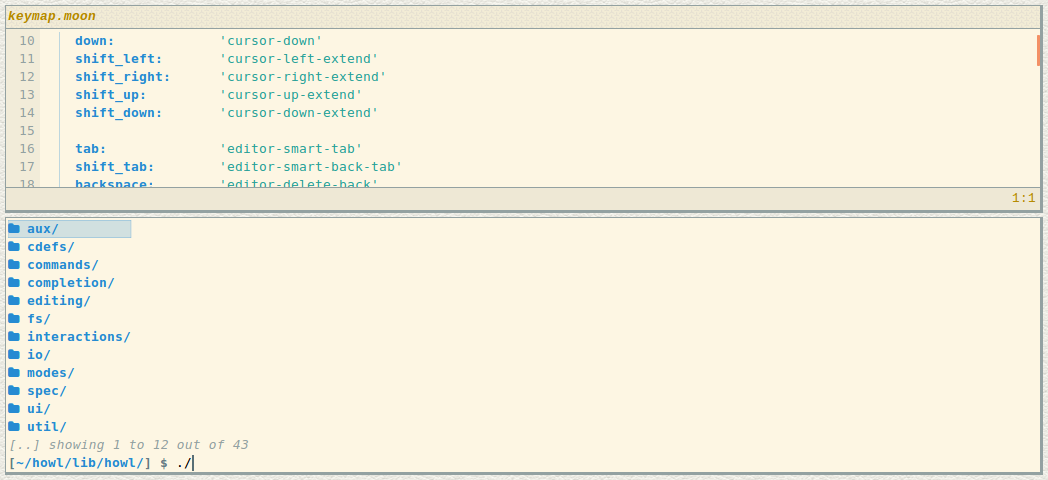 keymap.moon
10 down: 'cursor-down'
11 shift_left: 'cursor-left-extend'
12 shift_right: 'cursor-right-extend'
13 shift_up: 'cursor-up-extend'
14 shift_down: 'cursor-down-extend'
15
16 tab: 'editor-smart-tab'
17 shift_tab: 'editor-smart-back-tab'
18 backspace: 'editor-delete-back'
1:1
aux/
cdefs/
commands/
completion/
editing/
fs/
interactions/
io/
modes/
spec/
ui/
util/
[..] showing 1 to 12 out of 43
[~/howl/lib/howl/] $ ./